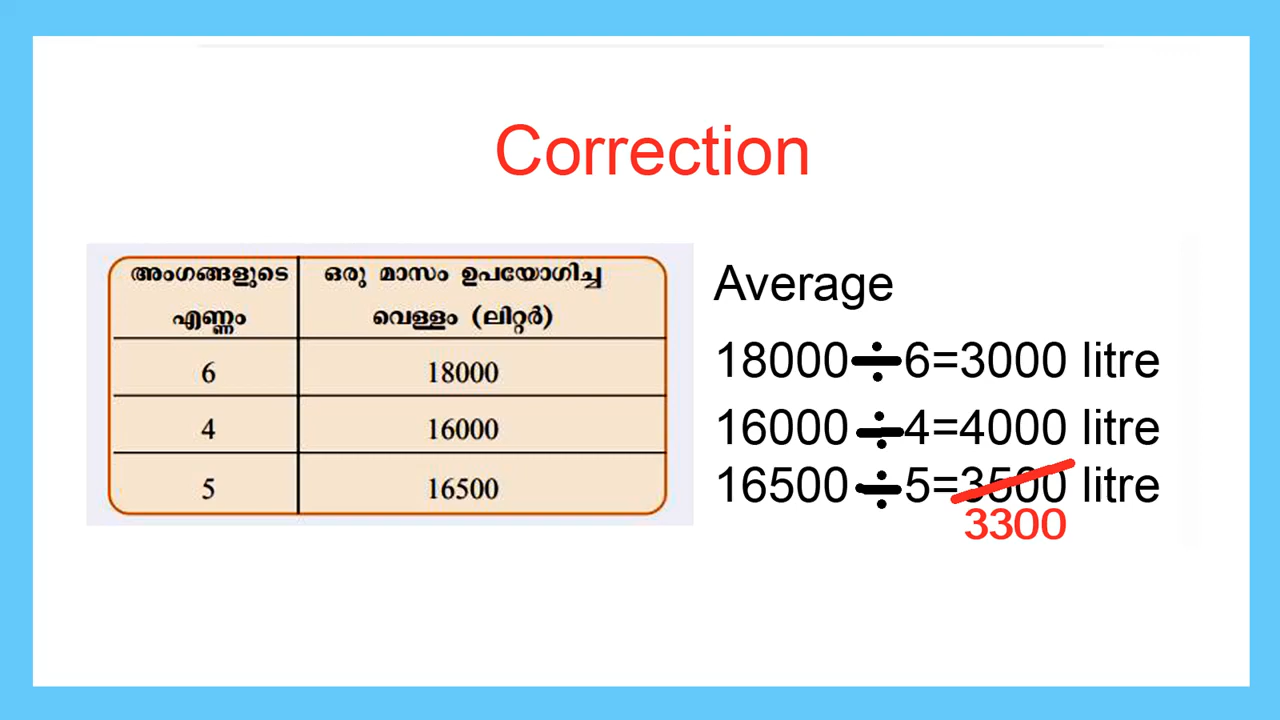 Correction
അംഗങ്ങളുടെ എണ്ണം
ഒരു മാസം ഉപയോഗിച്ച വെള്ളം (ലിറ്റർ)
6 18000
4 16000
5 16500
Average
18000÷6=3000 litre
16000÷4=4000 litre
16500÷5=3500 litre
3300